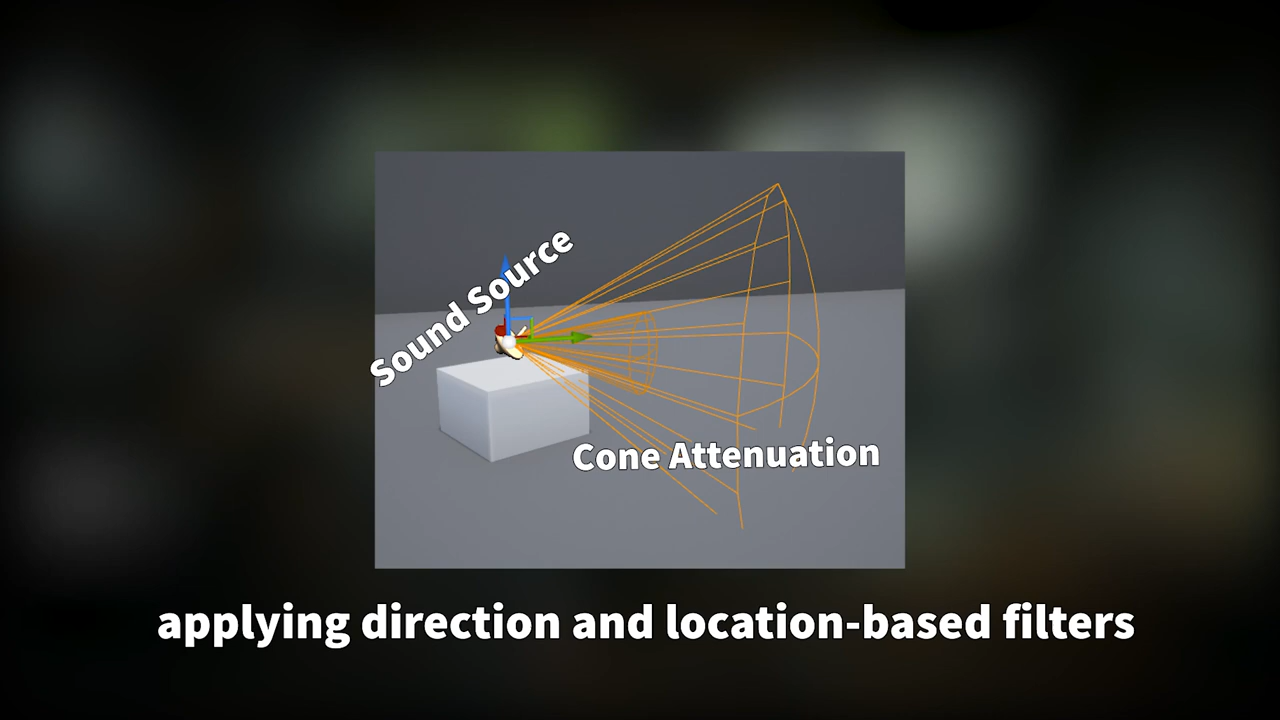 Sound Source
Cone Attenuation
applying direction and location-based filters